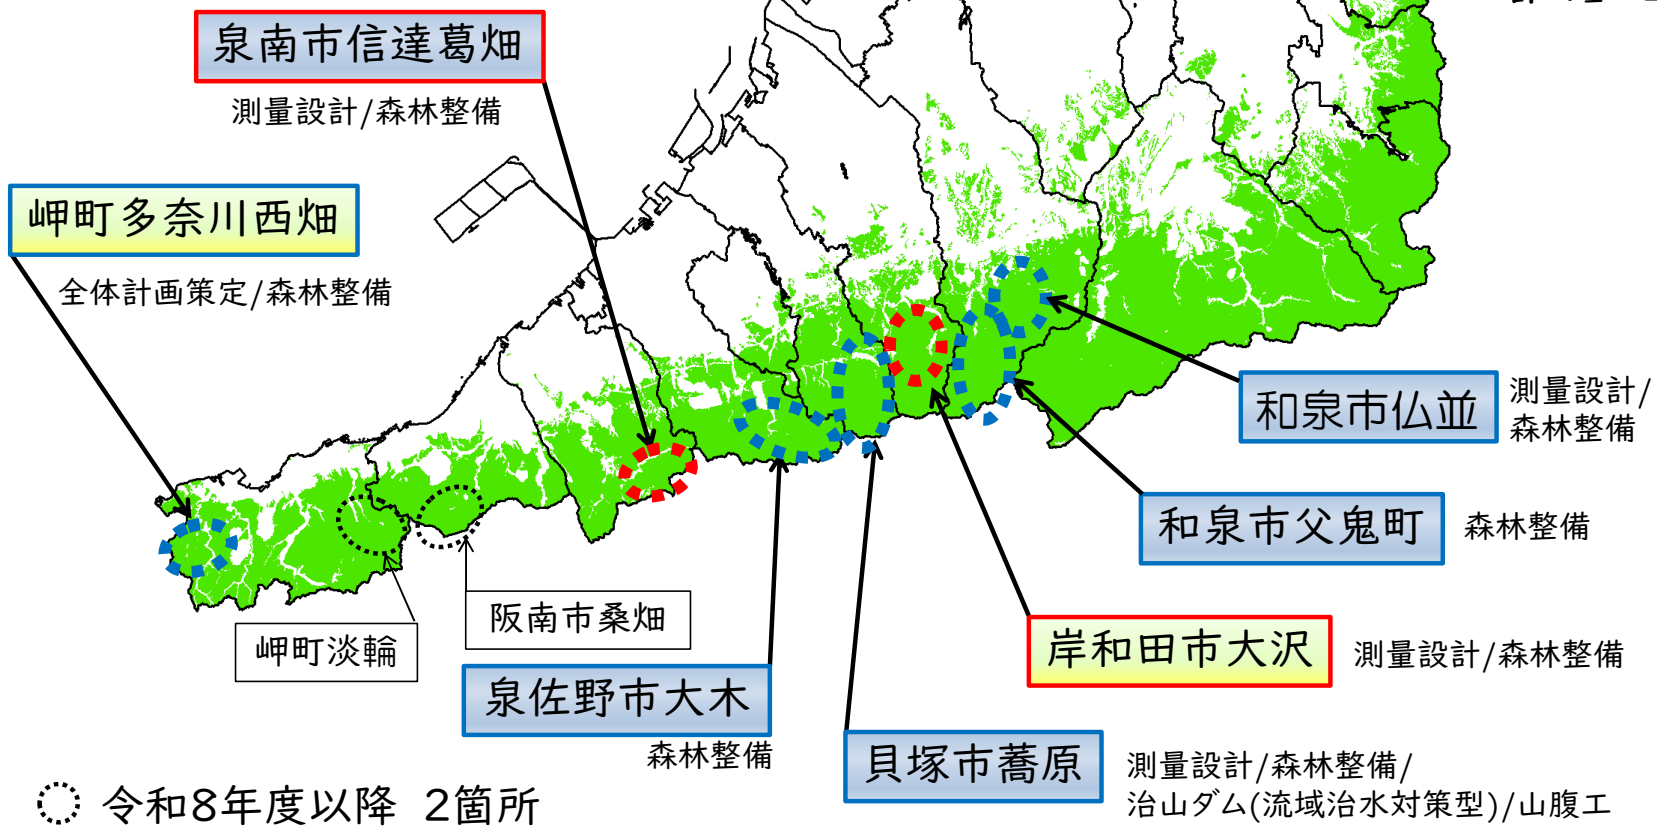 泉南市信達葛畑
測量設計/森林整備
岬町多奈川西畑
全体計画策定/森林整備
和泉市仏並
測量設計/
森林整備
和泉市父鬼町
森林整備
岸和田市大沢
測量設計/森林整備
阪南市桑畑
岬町淡輪
泉佐野市大木
森林整備
貝塚市蕎原
測量設計/森林整備/
治山ダム(流域治水対策型)/山腹工
令和8年度以降 2箇所